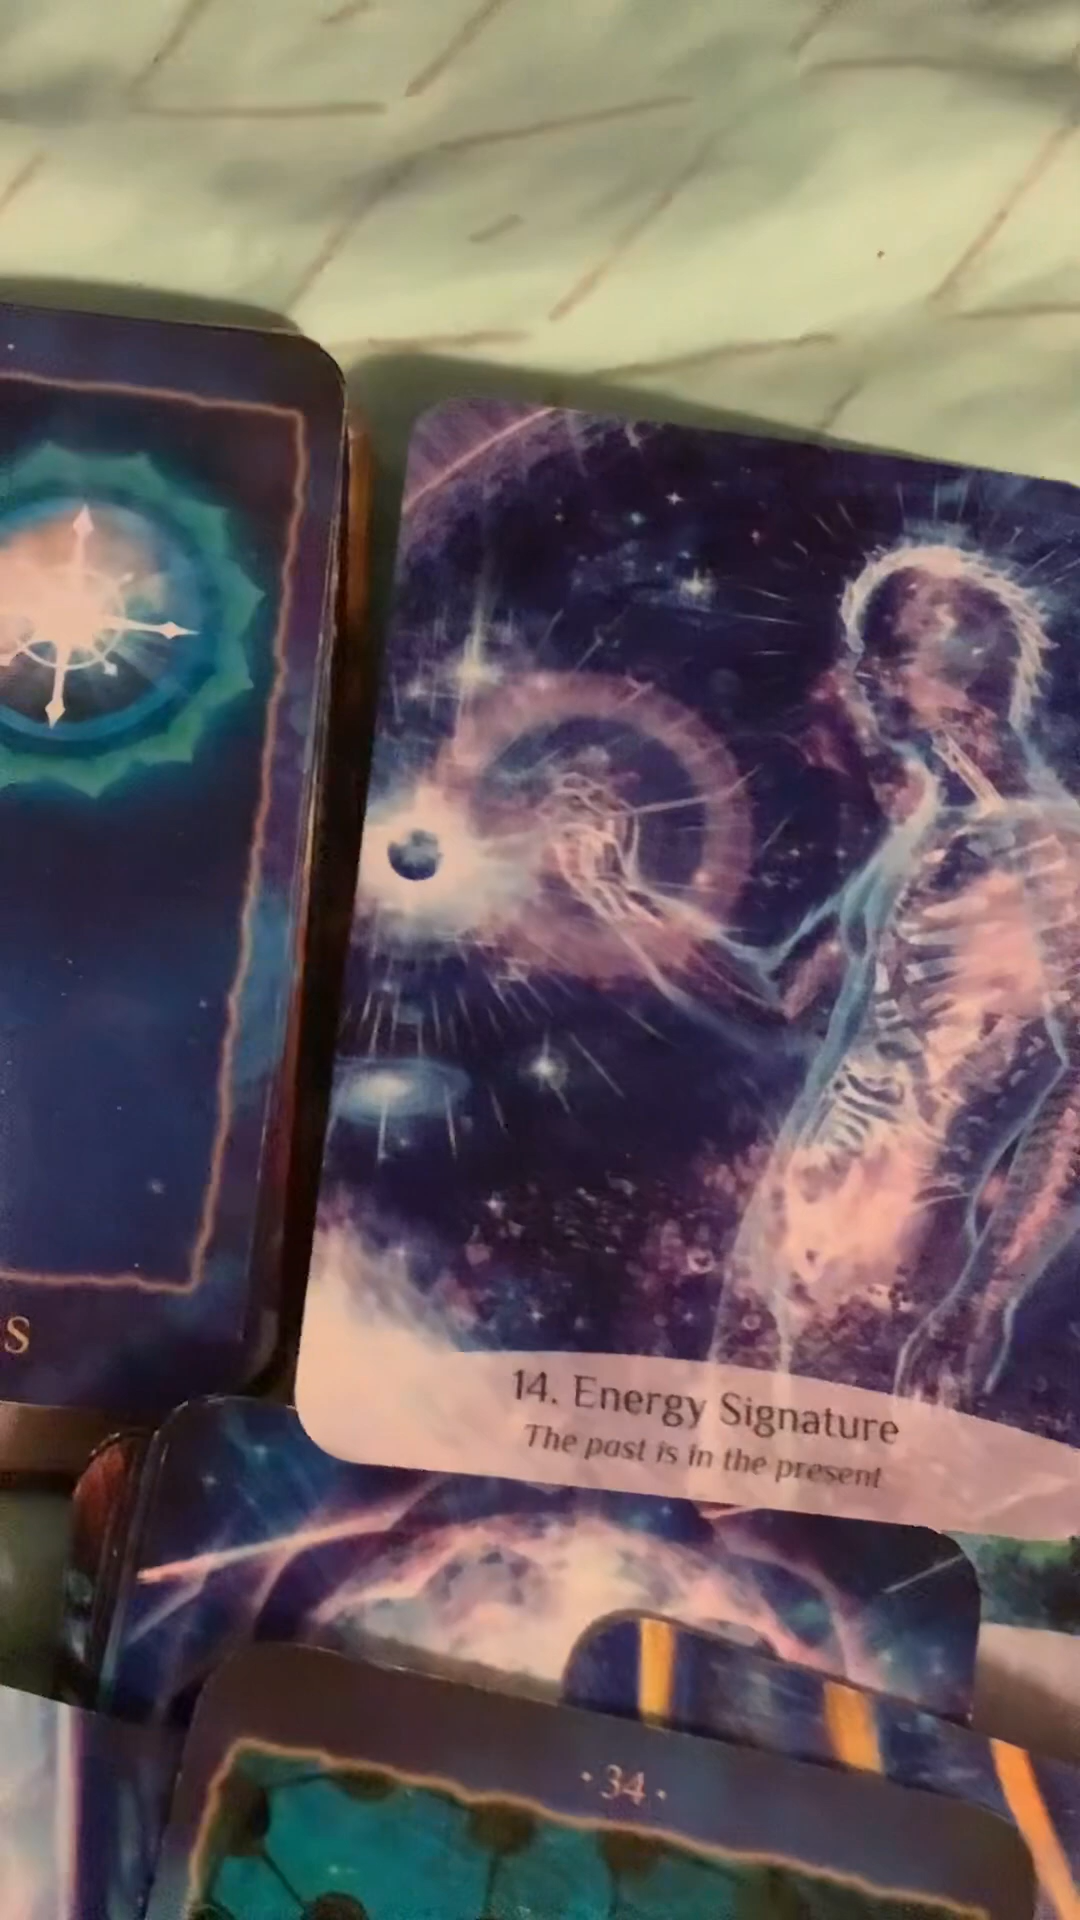 S
14. Energy Signature
The past is in the present
· 34 ·